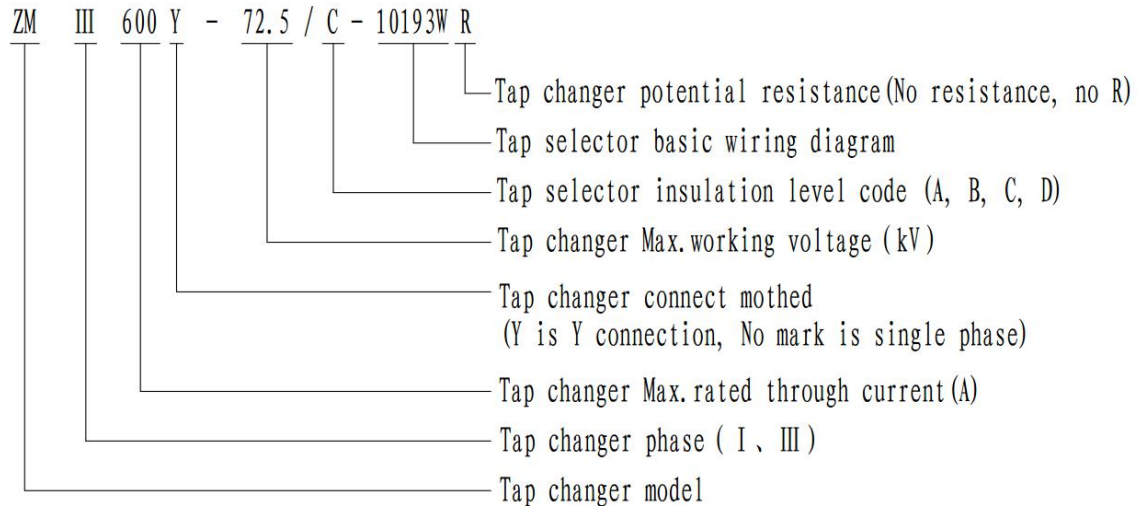 ZM Ⅲ 600 Y - 72.5 / C - 10193W R
Tap changer potential resistance(No resistance, no R)
Tap selector basic wiring diagram
Tap selector insulation level code (A, B, C, D)
Tap changer Max.working voltage (kV)
Tap changer connect mothed
(Y is Y connection, No mark is single phase)
Tap changer Max.rated through current(A)
Tap changer phase ( Ⅰ、Ⅲ)
Tap changer model